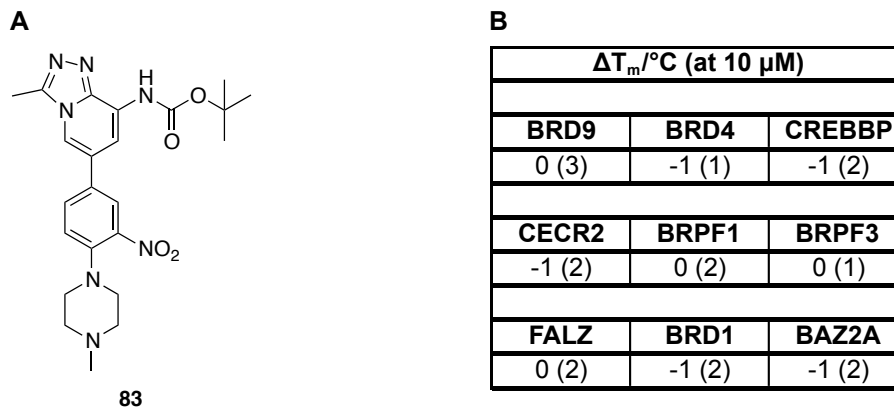 A
B
N N
N
H
N
O
O
NO₂
N
N
83
ΔTm/°C (at 10 µM)
BRD9 BRD4 CREBBP
0 (3) -1 (1) -1 (2)
CECR2 BRPF1 BRPF3
-1 (2) 0 (2) 0 (1)
FALZ BRD1 BAZ2A
0 (2) -1 (2) -1 (2)